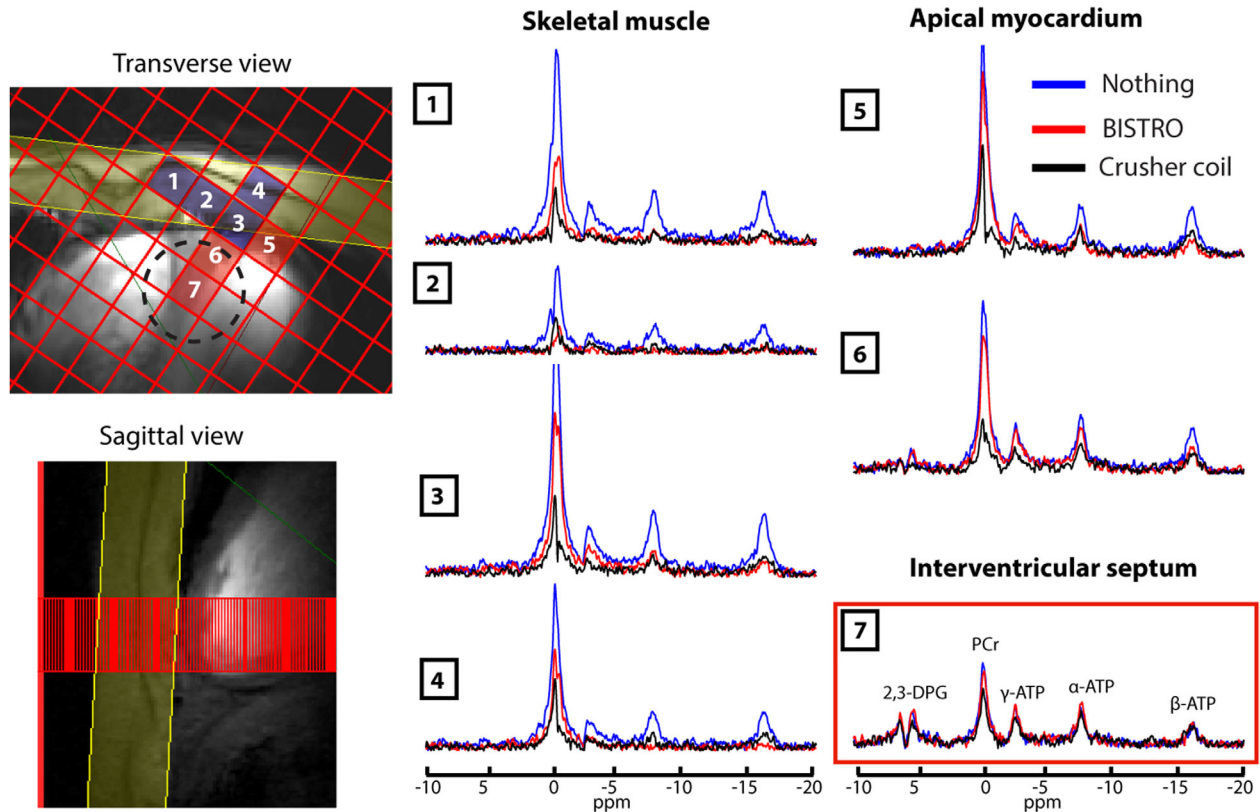 Transverse view
1
2
3
4
5
6
7
Sagittal view
Skeletal muscle
1
2
3
4
-10 5 0 -5 -10 -15 -20
ppm
Apical myocardium
Nothing
BISTRO
Crusher coil
5
6
Interventricular septum
7
2,3-DPG
PCr
γ-ATP
α-ATP
β-ATP
-10 5 0 -5 -10 -15 -20
ppm